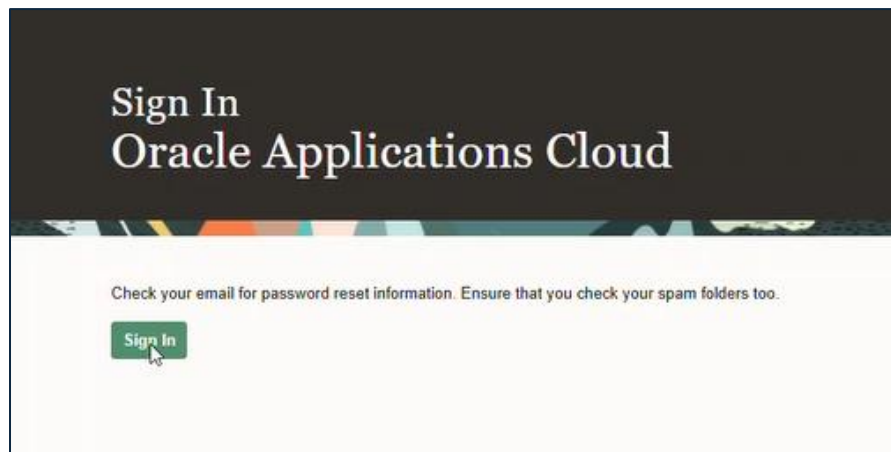 Sign In
Oracle Applications Cloud
Check your email for password reset information. Ensure that you check your spam folders too.
Sign In